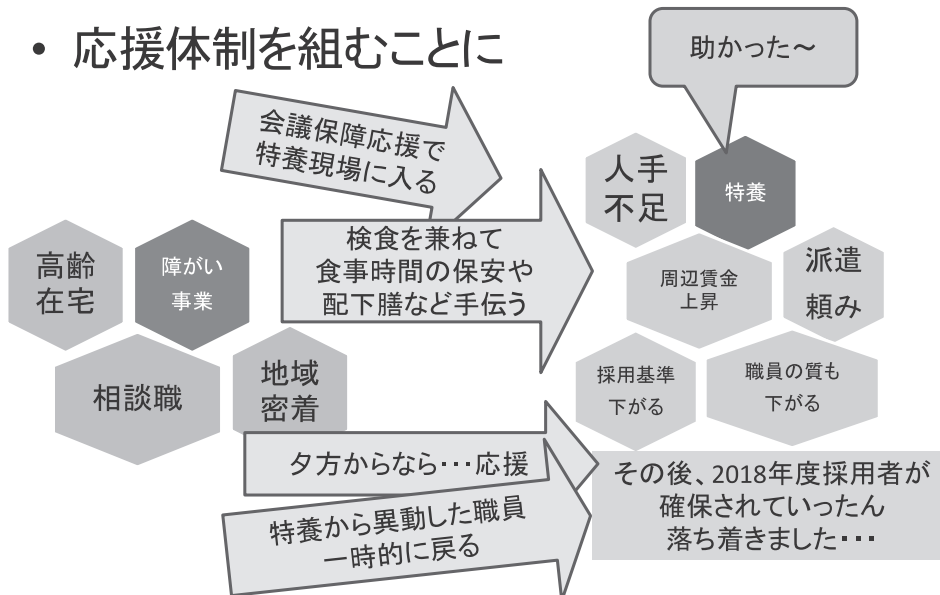 • 応援体制を組むことに
助かった～
会議保障応援で
特養現場に入る
人手
不足
特養
検食を兼ねて
食事時間の保安や
配下膳など手伝う
高齢
在宅
障がい
事業
周辺賃金
上昇
派遣
頼み
相談職
地域
密着
採用基準
下がる
職員の質も
下がる
夕方からなら・・・応援
特養から異動した職員
一時的に戻る
その後、2018年度採用者が
確保されていったん
落ち着きました・・・